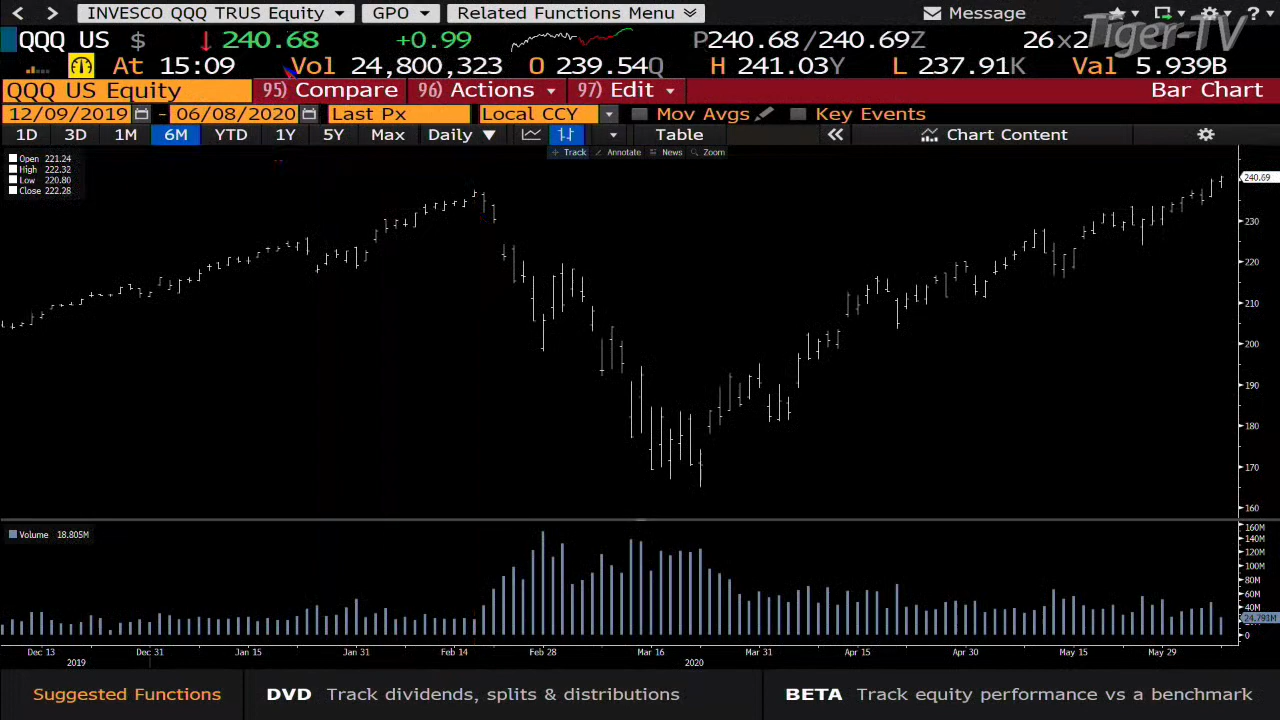 INVESCO QQQ TRUS Equity GPO Related Functions Menu Message ?
QQQ US $ 240.68 +0.99 P240.68/240.69Z 26x2
Tiger-TV
At 15:09 Vol 24,800,323 O 239.54Q H 241.03Y L 237.91K Val 5.939B
QQQ US Equity 95) Compare 96) Actions 97) Edit Bar Chart
12/09/2019 - 06/08/2020 Last Px Local CCY Mov Avgs Key Events
1D 3D 1M 6M YTD 1Y 5Y Max Daily Table Chart Content
Track Annotate News Zoom
Open 221.24
High 222.32
Low 220.80
Close 222.28
240.69
230
220
210
200
190
180
170
160
Volume 18.805M
160M
140M
120M
100M
80M
60M
40M
24.791M
0
Dec 13 Dec 31 Jan 15 Jan 31 Feb 14 Feb 28 Mar 16 Mar 31 Apr 15 Apr 30 May 15 May 29
2019 2020
Suggested Functions DVD Track dividends, splits & distributions BETA Track equity performance vs a benchmark